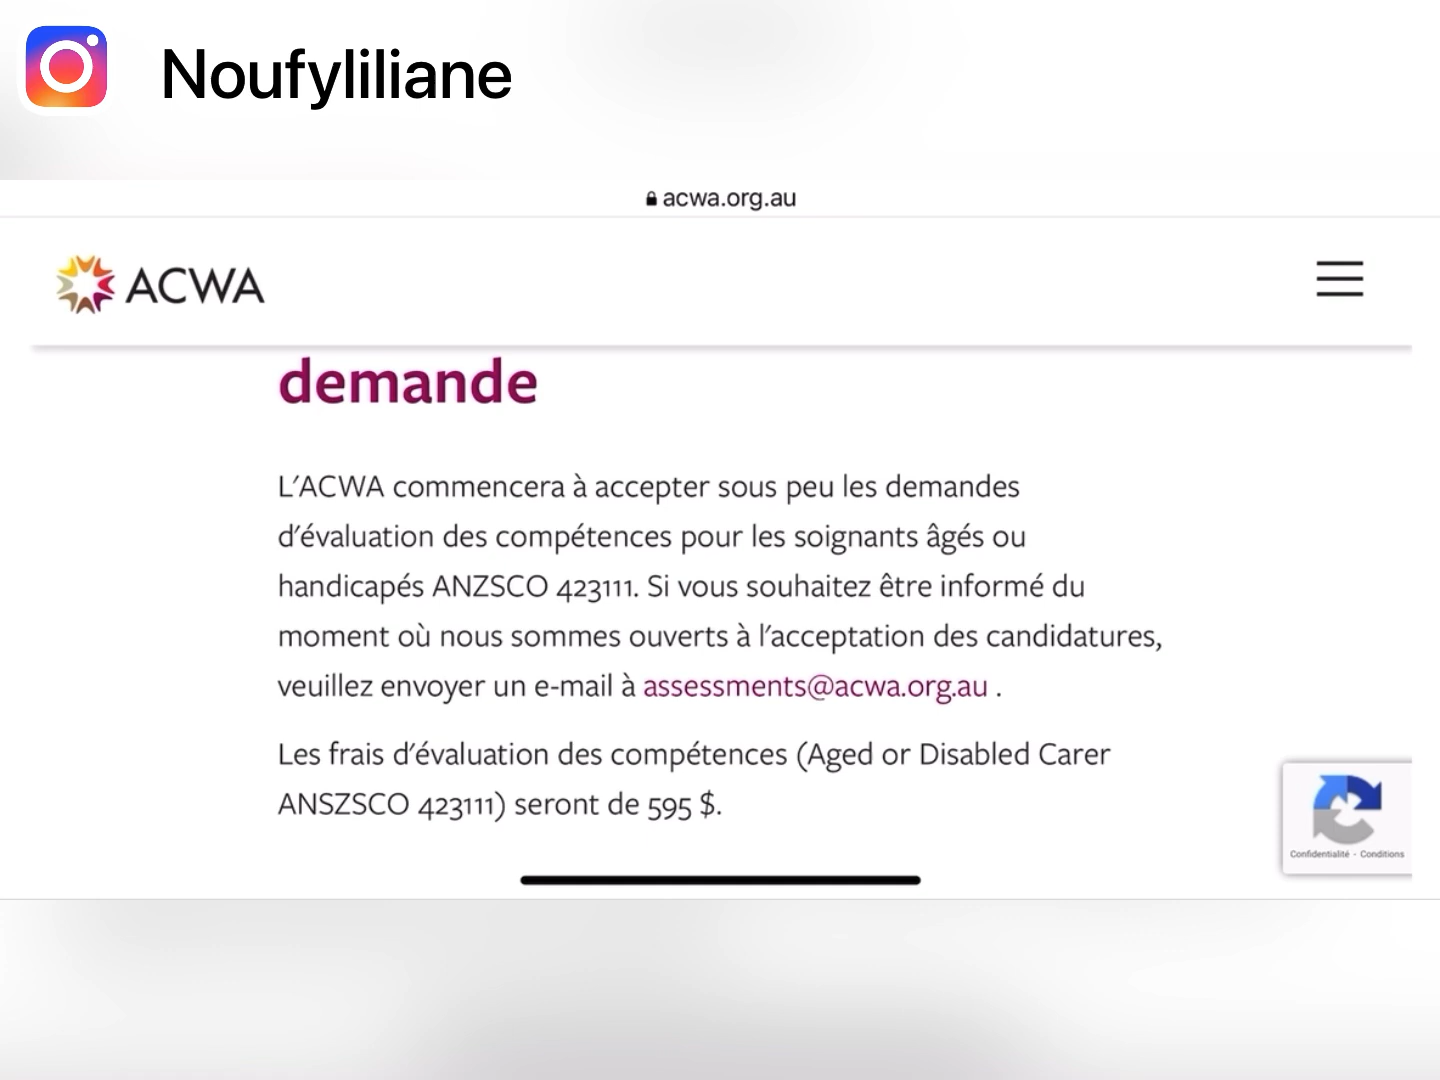 Noufyliliane
acwa.org.au
ACWA
demande
L'ACWA commencera à accepter sous peu les demandes
d'évaluation des compétences pour les soignants âgés ou
handicapés ANZSCO 423111. Si vous souhaitez être informé du
moment où nous sommes ouverts à l'acceptation des candidatures,
veuillez envoyer un e-mail à assessments@acwa.org.au .
Les frais d'évaluation des compétences (Aged or Disabled Carer
ANSZSCO 423111) seront de 595 $.
Confidentialité - Conditions